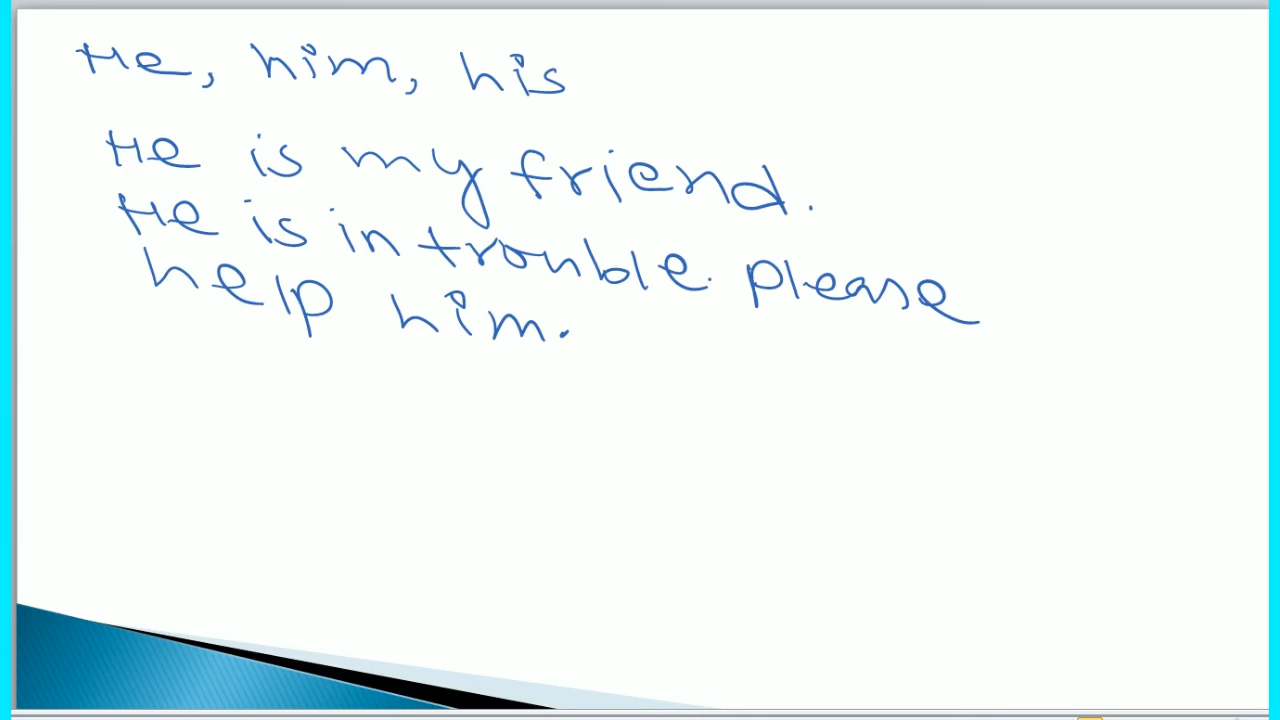 He, him, his
He is my friend.
He is in trouble. please
help him.